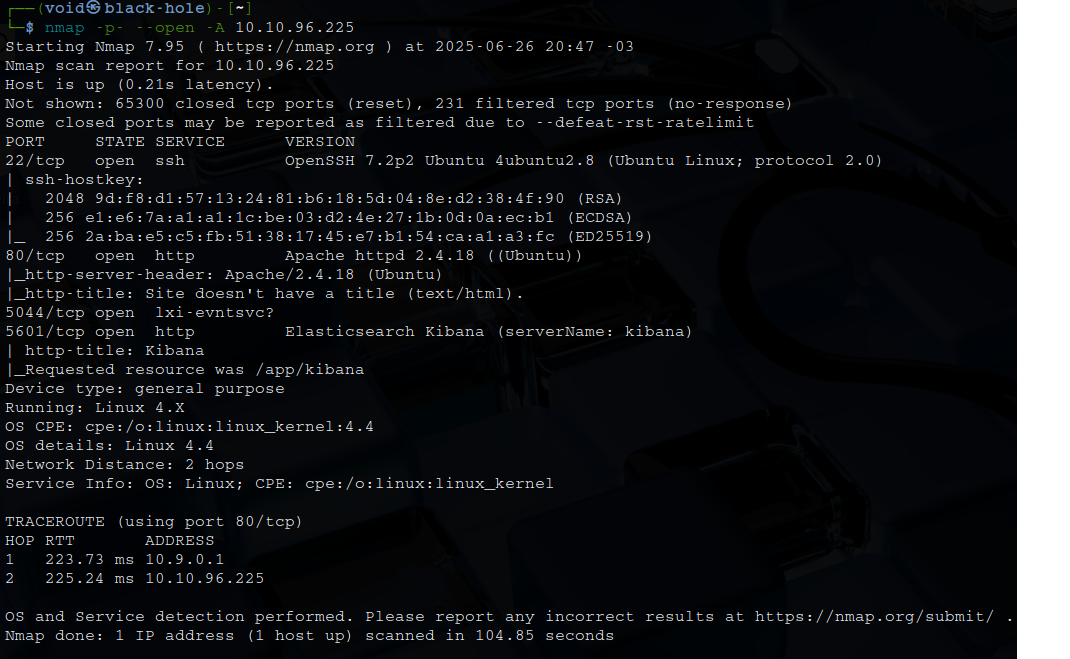 ┌──(void㉿black-hole)-[~]
└─$ nmap -p- --open -A 10.10.96.225
Starting Nmap 7.95 ( https://nmap.org ) at 2025-06-26 20:47 -03
Nmap scan report for 10.10.96.225
Host is up (0.21s latency).
Not shown: 65300 closed tcp ports (reset), 231 filtered tcp ports (no-response)
Some closed ports may be reported as filtered due to --defeat-rst-ratelimit
PORT     STATE SERVICE      VERSION
22/tcp   open  ssh          OpenSSH 7.2p2 Ubuntu 4ubuntu2.8 (Ubuntu Linux; protocol 2.0)
| ssh-hostkey:
|   2048 9d:f8:d1:57:13:24:81:b6:18:5d:04:8e:d2:38:4f:90 (RSA)
|   256 e1:e6:7a:a1:a1:1c:be:03:d2:4e:27:1b:0d:0a:ec:b1 (ECDSA)
|_  256 2a:ba:e5:c5:fb:51:38:17:45:e7:b1:54:ca:a1:a3:fc (ED25519)
80/tcp   open  http         Apache httpd 2.4.18 ((Ubuntu))
|_http-server-header: Apache/2.4.18 (Ubuntu)
|_http-title: Site doesn't have a title (text/html).
5044/tcp open  lxi-evntsvc?
5601/tcp open  http         Elasticsearch Kibana (serverName: kibana)
| http-title: Kibana
|_Requested resource was /app/kibana
Device type: general purpose
Running: Linux 4.X
OS CPE: cpe:/o:linux:linux_kernel:4.4
OS details: Linux 4.4
Network Distance: 2 hops
Service Info: OS: Linux; CPE: cpe:/o:linux:linux_kernel

TRACEROUTE (using port 80/tcp)
HOP RTT       ADDRESS
1   223.73 ms 10.9.0.1
2   225.24 ms 10.10.96.225

OS and Service detection performed. Please report any incorrect results at https://nmap.org/submit/ .
Nmap done: 1 IP address (1 host up) scanned in 104.85 seconds